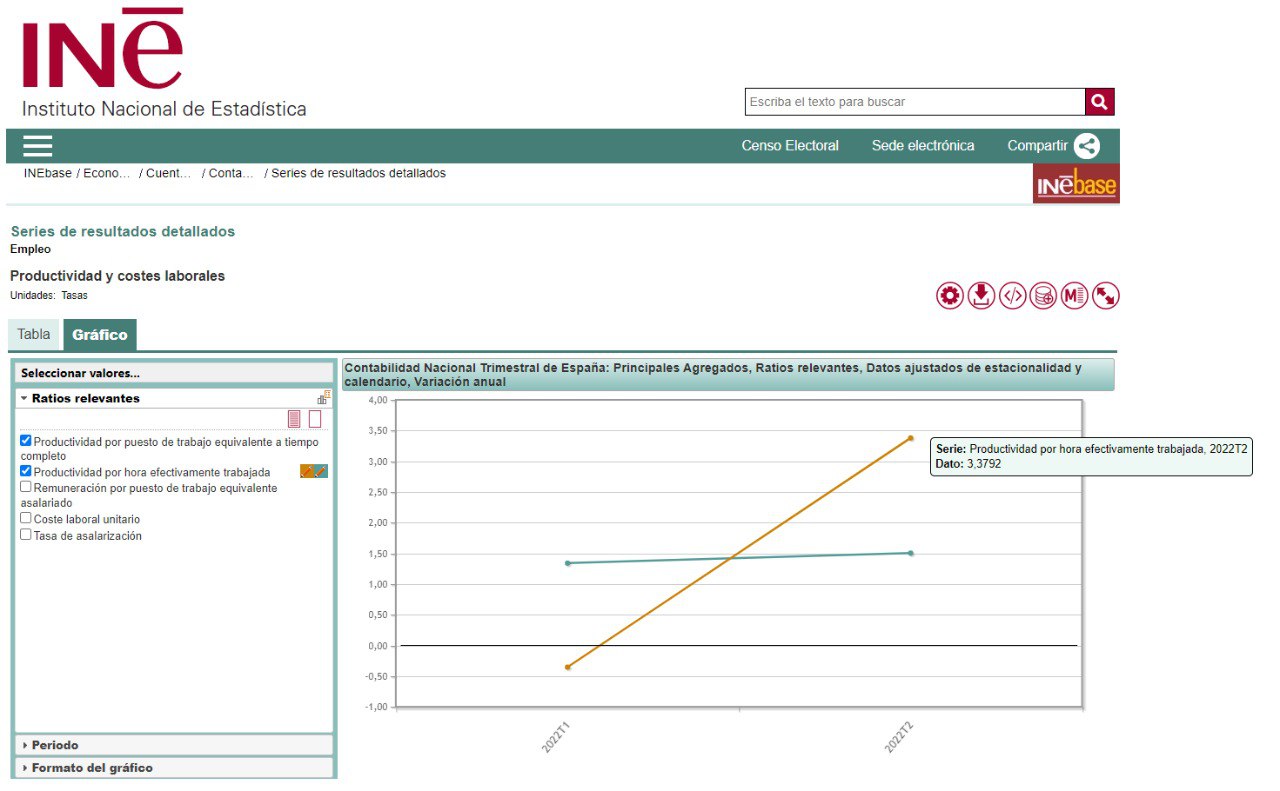 INe
Instituto Nacional de Estadística
Escriba el texto para buscar
Censo Electoral Sede electrónica Compartir
INEbase / Econo... / Cuent... / Conta... / Series de resultados detallados
INebase
Series de resultados detallados
Empleo
Productividad y costes laborales
Unidades: Tasas
M
Tabla Gráfico
Seleccionar valores...
Ratios relevantes
Productividad por puesto de trabajo equivalente a tiempo
completo
Productividad por hora efectivamente trabajada
Remuneración por puesto de trabajo equivalente
asalariado
Coste laboral unitario
Tasa de asalarización
Periodo
Formato del gráfico
Contabilidad Nacional Trimestral de España: Principales Agregados, Ratios relevantes, Datos ajustados de estacionalidad y
calendario, Variación anual
4,00
3,50
3,00
2,50
2,00
1,50
1,00
0,50
0,00
-0,50
-1,00
2022T1 2022T2
Serie: Productividad por hora efectivamente trabajada, 2022T2
Dato: 3,3792